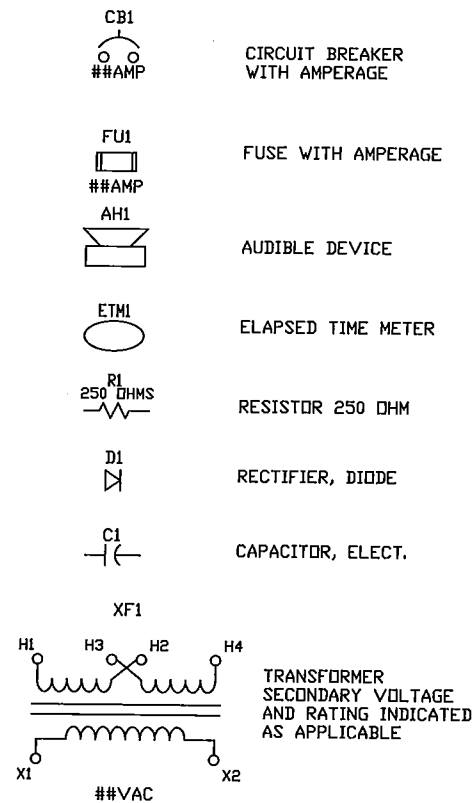 CB1
##AMP
CIRCUIT BREAKER
WITH AMPERAGE
FU1
##AMP
FUSE WITH AMPERAGE
AH1
AUDIBLE DEVICE
ETM1
ELAPSED TIME METER
R1
250 OHMS
RESISTOR 250 OHM
D1
RECTIFIER, DIODE
C1
CAPACITOR, ELECT.
XF1
H1 H3 H2 H4
X1 X2
##VAC
TRANSFORMER
SECONDARY VOLTAGE
AND RATING INDICATED
AS APPLICABLE